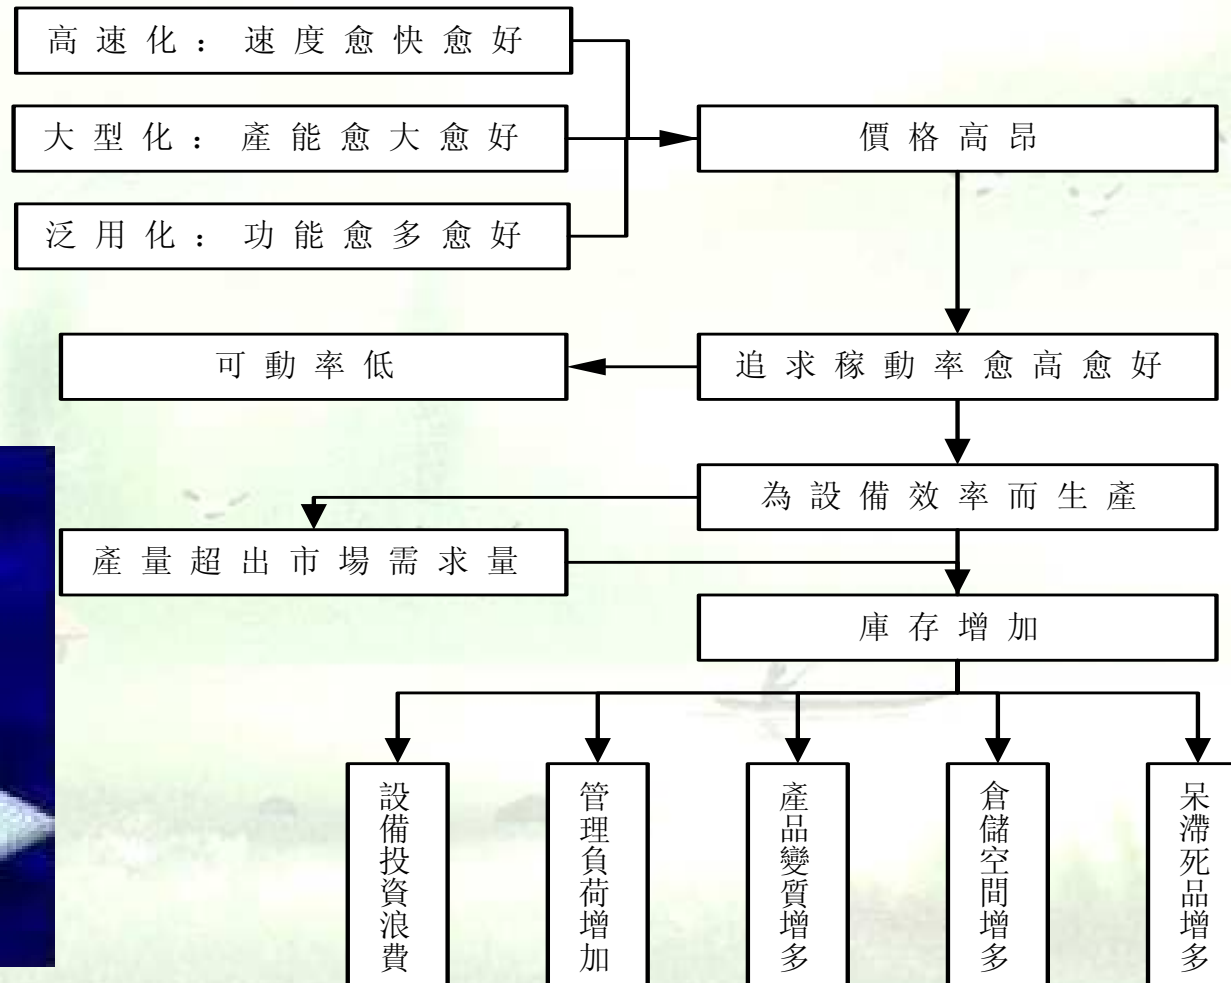 高速化：速度愈快愈好
大型化：產能愈大愈好
價格高昂
泛用化：功能愈多愈好
可動率低
追求稼動率愈高愈好
為設備效率而生產
產量超出市場需求量
庫存增加
設備投資浪費
管理負荷增加
產品變質增多
倉儲空間增多
呆滯死品增多